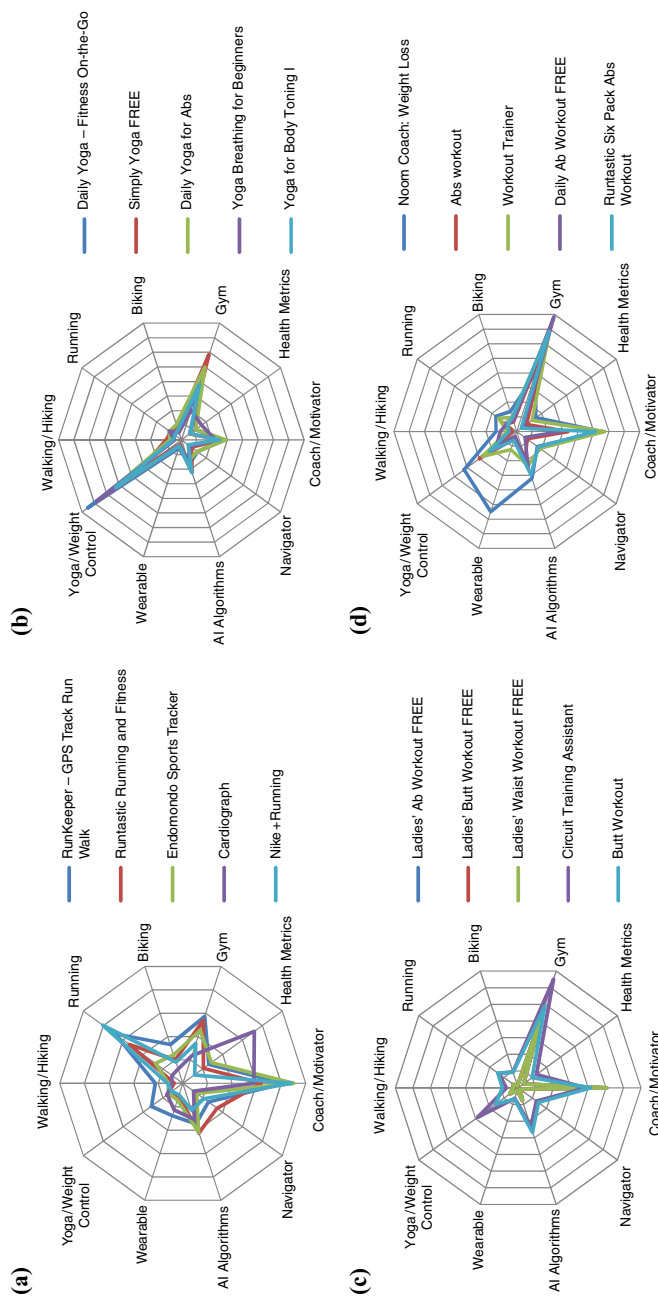 (a)
Walking/Hiking
Running
Biking
Gym
Health Metrics
Coach/Motivator
Navigator
AI Algorithms
Wearable
Yoga/Weight
Control
RunKeeper – GPS Track Run
Walk
Runtastic Running and Fitness
Endomondo Sports Tracker
Cardiograph
Nike+Running
(b)
Walking/Hiking
Running
Biking
Gym
Health Metrics
Coach/Motivator
Navigator
AI Algorithms
Wearable
Yoga/Weight
Control
Daily Yoga – Fitness On-the-Go
Simply Yoga FREE
Daily Yoga for Abs
Yoga Breathing for Beginners
Yoga for Body Toning I
(c)
Walking/Hiking
Running
Biking
Gym
Health Metrics
Coach/Motivator
Navigator
AI Algorithms
Wearable
Yoga/Weight
Control
Ladies' Ab Workout FREE
Ladies' Butt Workout FREE
Ladies' Waist Workout FREE
Circuit Training Assistant
Butt Workout
(d)
Walking/Hiking
Running
Biking
Gym
Health Metrics
Coach/Motivator
Navigator
AI Algorithms
Wearable
Yoga/Weight
Control
Noom Coach: Weight Loss
Abs workout
Workout Trainer
Daily Ab Workout FREE
Runtastic Six Pack Abs
Workout